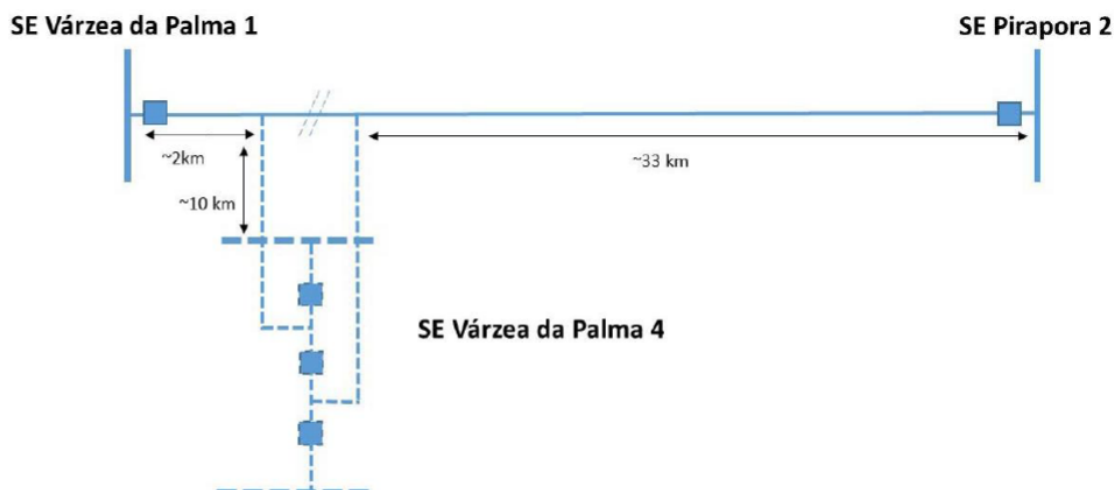 SE Várzea da Palma 1
SE Pirapora 2
~2km
~33 km
~10 km
SE Várzea da Palma 4